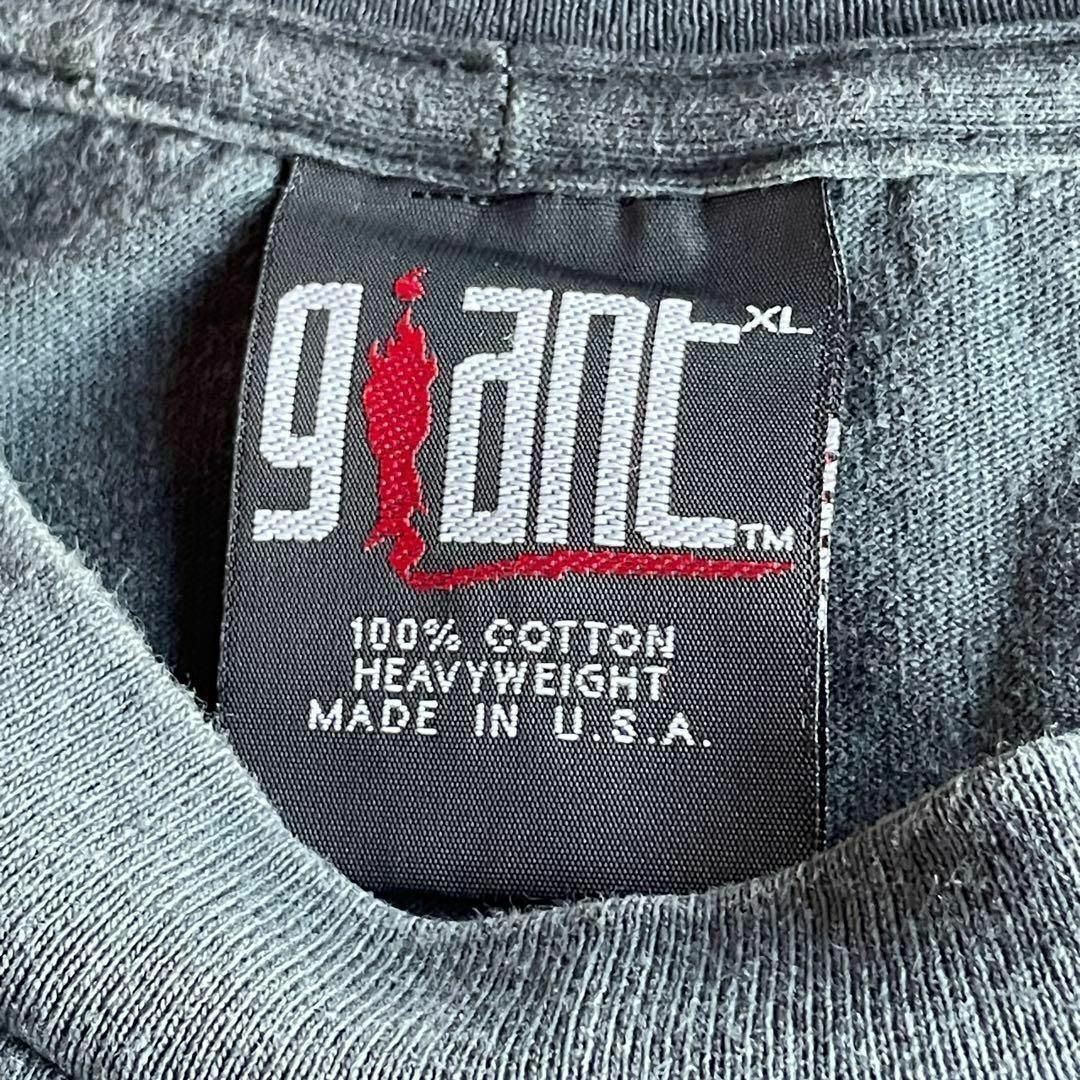 giant XL
TM
100% COTTON
HEAVYWEIGHT
MADE IN U.S.A.